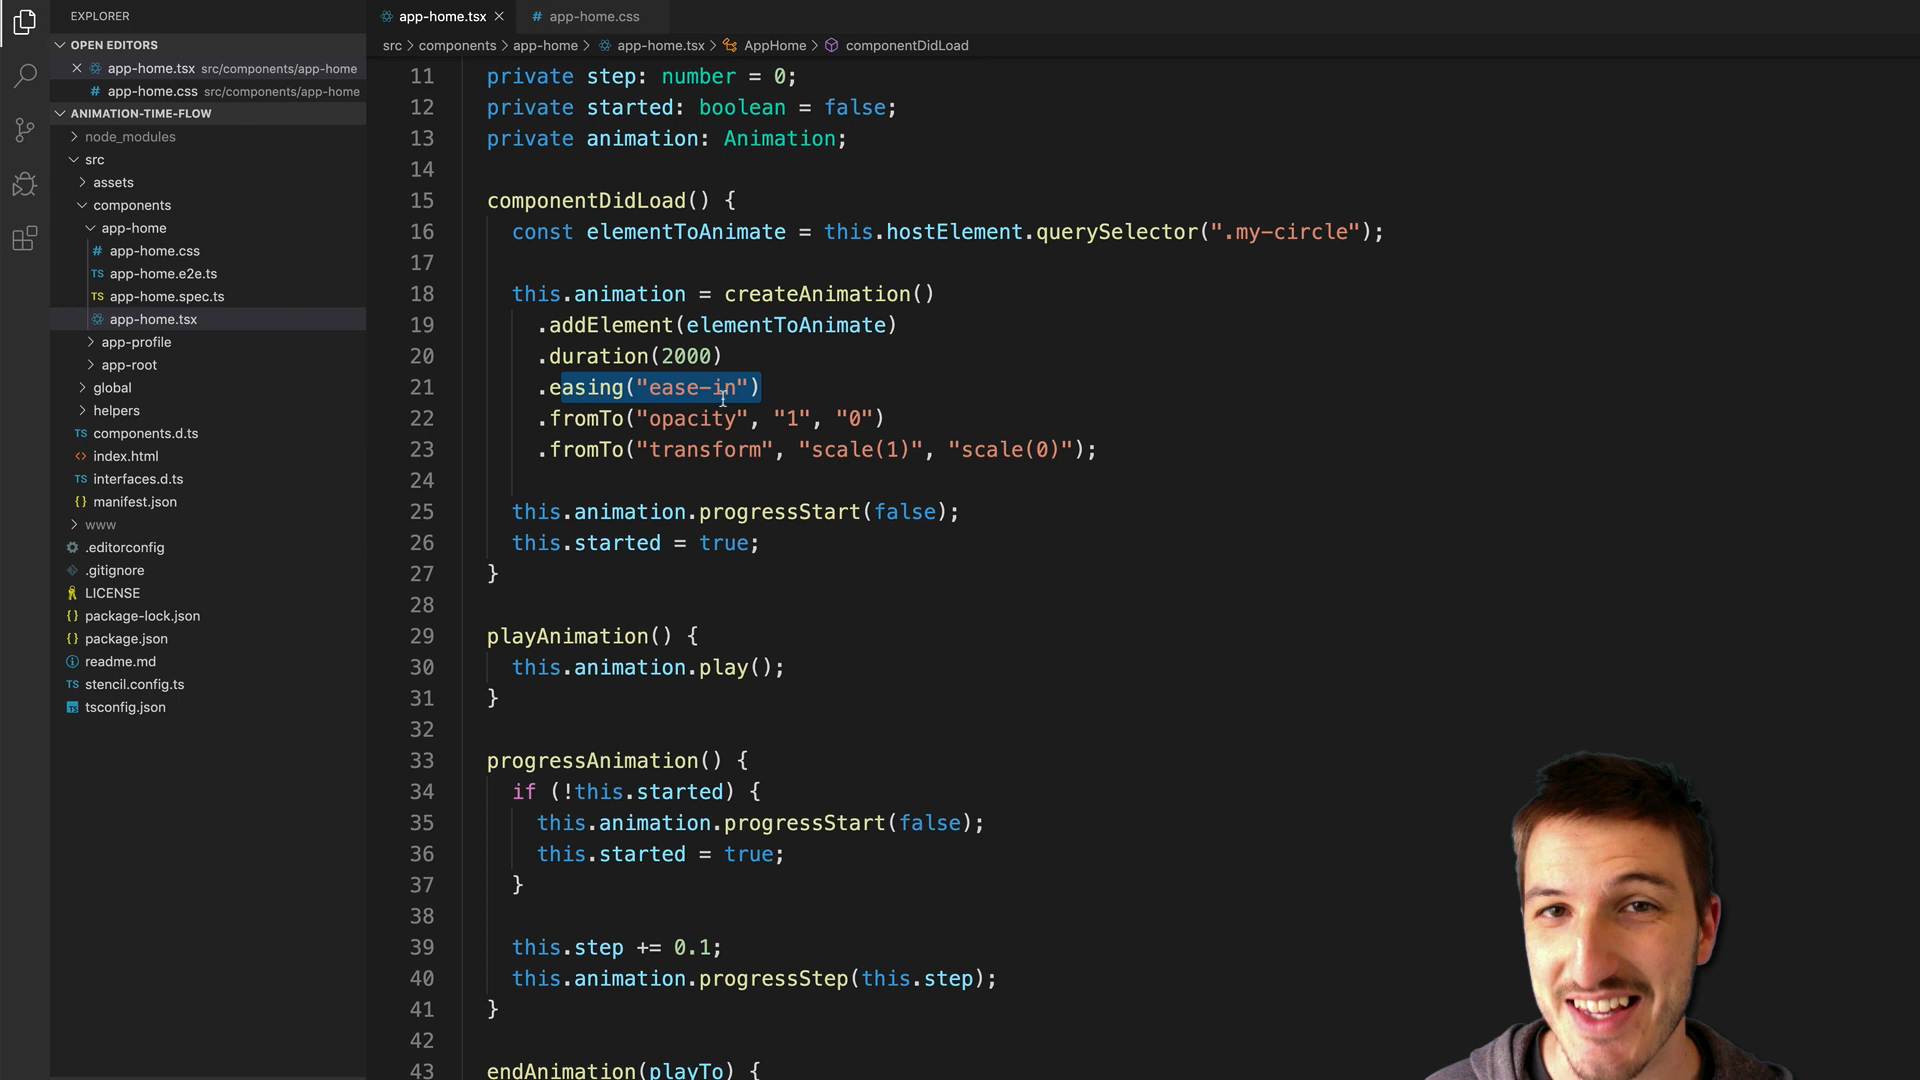 EXPLORER
OPEN EDITORS
app-home.tsx src/components/app-home
# app-home.css src/components/app-home
ANIMATION-TIME-FLOW
node_modules
src
assets
components
app-home
# app-home.css
TS app-home.e2e.ts
TS app-home.spec.ts
app-home.tsx
app-profile
app-root
global
helpers
TS components.d.ts
<> index.html
TS interfaces.d.ts
{} manifest.json
www
.editorconfig
.gitignore
LICENSE
{} package-lock.json
{} package.json
readme.md
TS stencil.config.ts
TS tsconfig.json
app-home.tsx
# app-home.css
src > components > app-home > app-home.tsx > AppHome > componentDidLoad
11 private step: number = 0;
12 private started: boolean = false;
13 private animation: Animation;
14
15 componentDidLoad() {
16 const elementToAnimate = this.hostElement.querySelector(".my-circle");
17
18 this.animation = createAnimation()
19 .addElement(elementToAnimate)
20 .duration(2000)
21 .easing("ease-in")
22 .fromTo("opacity", "1", "0")
23 .fromTo("transform", "scale(1)", "scale(0)");
24
25 this.animation.progressStart(false);
26 this.started = true;
27 }
28
29 playAnimation() {
30 this.animation.play();
31 }
32
33 progressAnimation() {
34 if (!this.started) {
35 this.animation.progressStart(false);
36 this.started = true;
37 }
38
39 this.step += 0.1;
40 this.animation.progressStep(this.step);
41 }
42
43 endAnimation(playTo) {